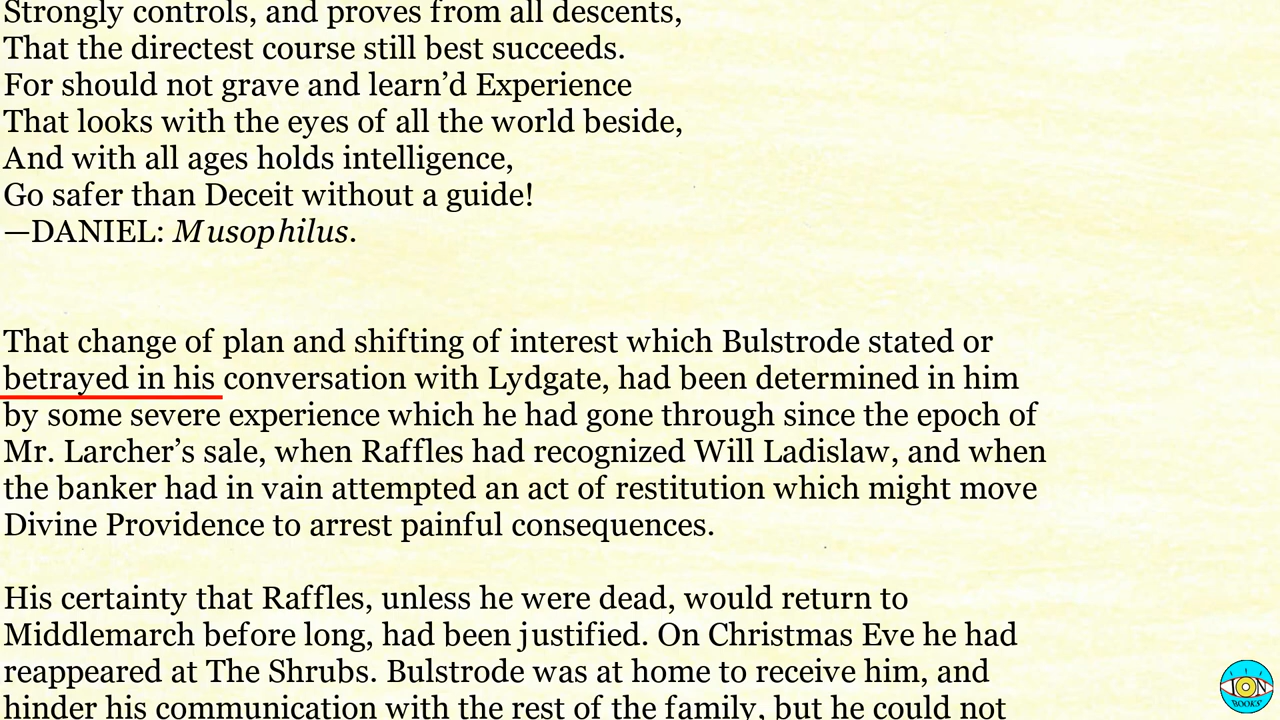 Strongly controls, and proves from all descents,
That the directest course still best succeeds.
For should not grave and learn’d Experience
That looks with the eyes of all the world beside,
And with all ages holds intelligence,
Go safer than Deceit without a guide!
—DANIEL: Musophilus.
That change of plan and shifting of interest which Bulstrode stated or
betrayed in his conversation with Lydgate, had been determined in him
by some severe experience which he had gone through since the epoch of
Mr. Larcher’s sale, when Raffles had recognized Will Ladislaw, and when
the banker had in vain attempted an act of restitution which might move
Divine Providence to arrest painful consequences.
His certainty that Raffles, unless he were dead, would return to
Middlemarch before long, had been justified. On Christmas Eve he had
reappeared at The Shrubs. Bulstrode was at home to receive him, and
hinder his communication with the rest of the family, but he could not
ION
BOOKS